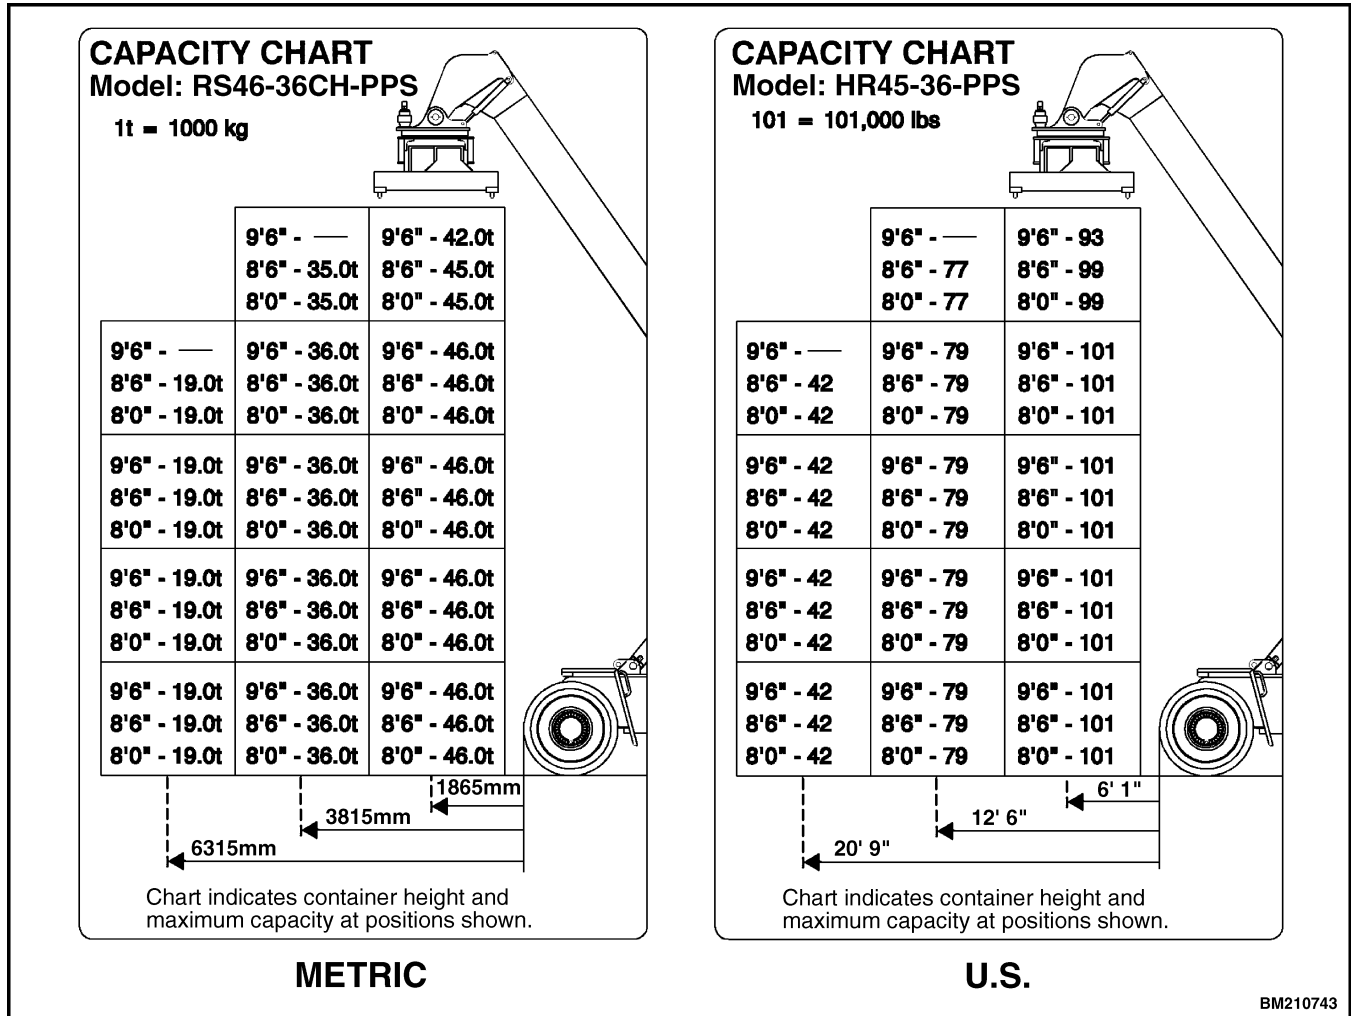 CAPACITY CHART
Model: RS46-36CH-PPS
1t = 1000 kg
9'6" - — 9'6" - 42.0t
8'6" - 35.0t 8'6" - 45.0t
8'0" - 35.0t 8'0" - 45.0t
9'6" - — 9'6" - 36.0t 9'6" - 46.0t
8'6" - 19.0t 8'6" - 36.0t 8'6" - 46.0t
8'0" - 19.0t 8'0" - 36.0t 8'0" - 46.0t
9'6" - 19.0t 9'6" - 36.0t 9'6" - 46.0t
8'6" - 19.0t 8'6" - 36.0t 8'6" - 46.0t
8'0" - 19.0t 8'0" - 36.0t 8'0" - 46.0t
9'6" - 19.0t 9'6" - 36.0t 9'6" - 46.0t
8'6" - 19.0t 8'6" - 36.0t 8'6" - 46.0t
8'0" - 19.0t 8'0" - 36.0t 8'0" - 46.0t
9'6" - 19.0t 9'6" - 36.0t 9'6" - 46.0t
8'6" - 19.0t 8'6" - 36.0t 8'6" - 46.0t
8'0" - 19.0t 8'0" - 36.0t 8'0" - 46.0t
1865mm
3815mm
6315mm
Chart indicates container height and
maximum capacity at positions shown.
METRIC
CAPACITY CHART
Model: HR45-36-PPS
101 = 101,000 lbs
9'6" - — 9'6" - 93
8'6" - 77 8'6" - 99
8'0" - 77 8'0" - 99
9'6" - — 9'6" - 79 9'6" - 101
8'6" - 42 8'6" - 79 8'6" - 101
8'0" - 42 8'0" - 79 8'0" - 101
9'6" - 42 9'6" - 79 9'6" - 101
8'6" - 42 8'6" - 79 8'6" - 101
8'0" - 42 8'0" - 79 8'0" - 101
9'6" - 42 9'6" - 79 9'6" - 101
8'6" - 42 8'6" - 79 8'6" - 101
8'0" - 42 8'0" - 79 8'0" - 101
9'6" - 42 9'6" - 79 9'6" - 101
8'6" - 42 8'6" - 79 8'6" - 101
8'0" - 42 8'0" - 79 8'0" - 101
6' 1"
12' 6"
20' 9"
Chart indicates container height and
maximum capacity at positions shown.
U.S.
BM210743